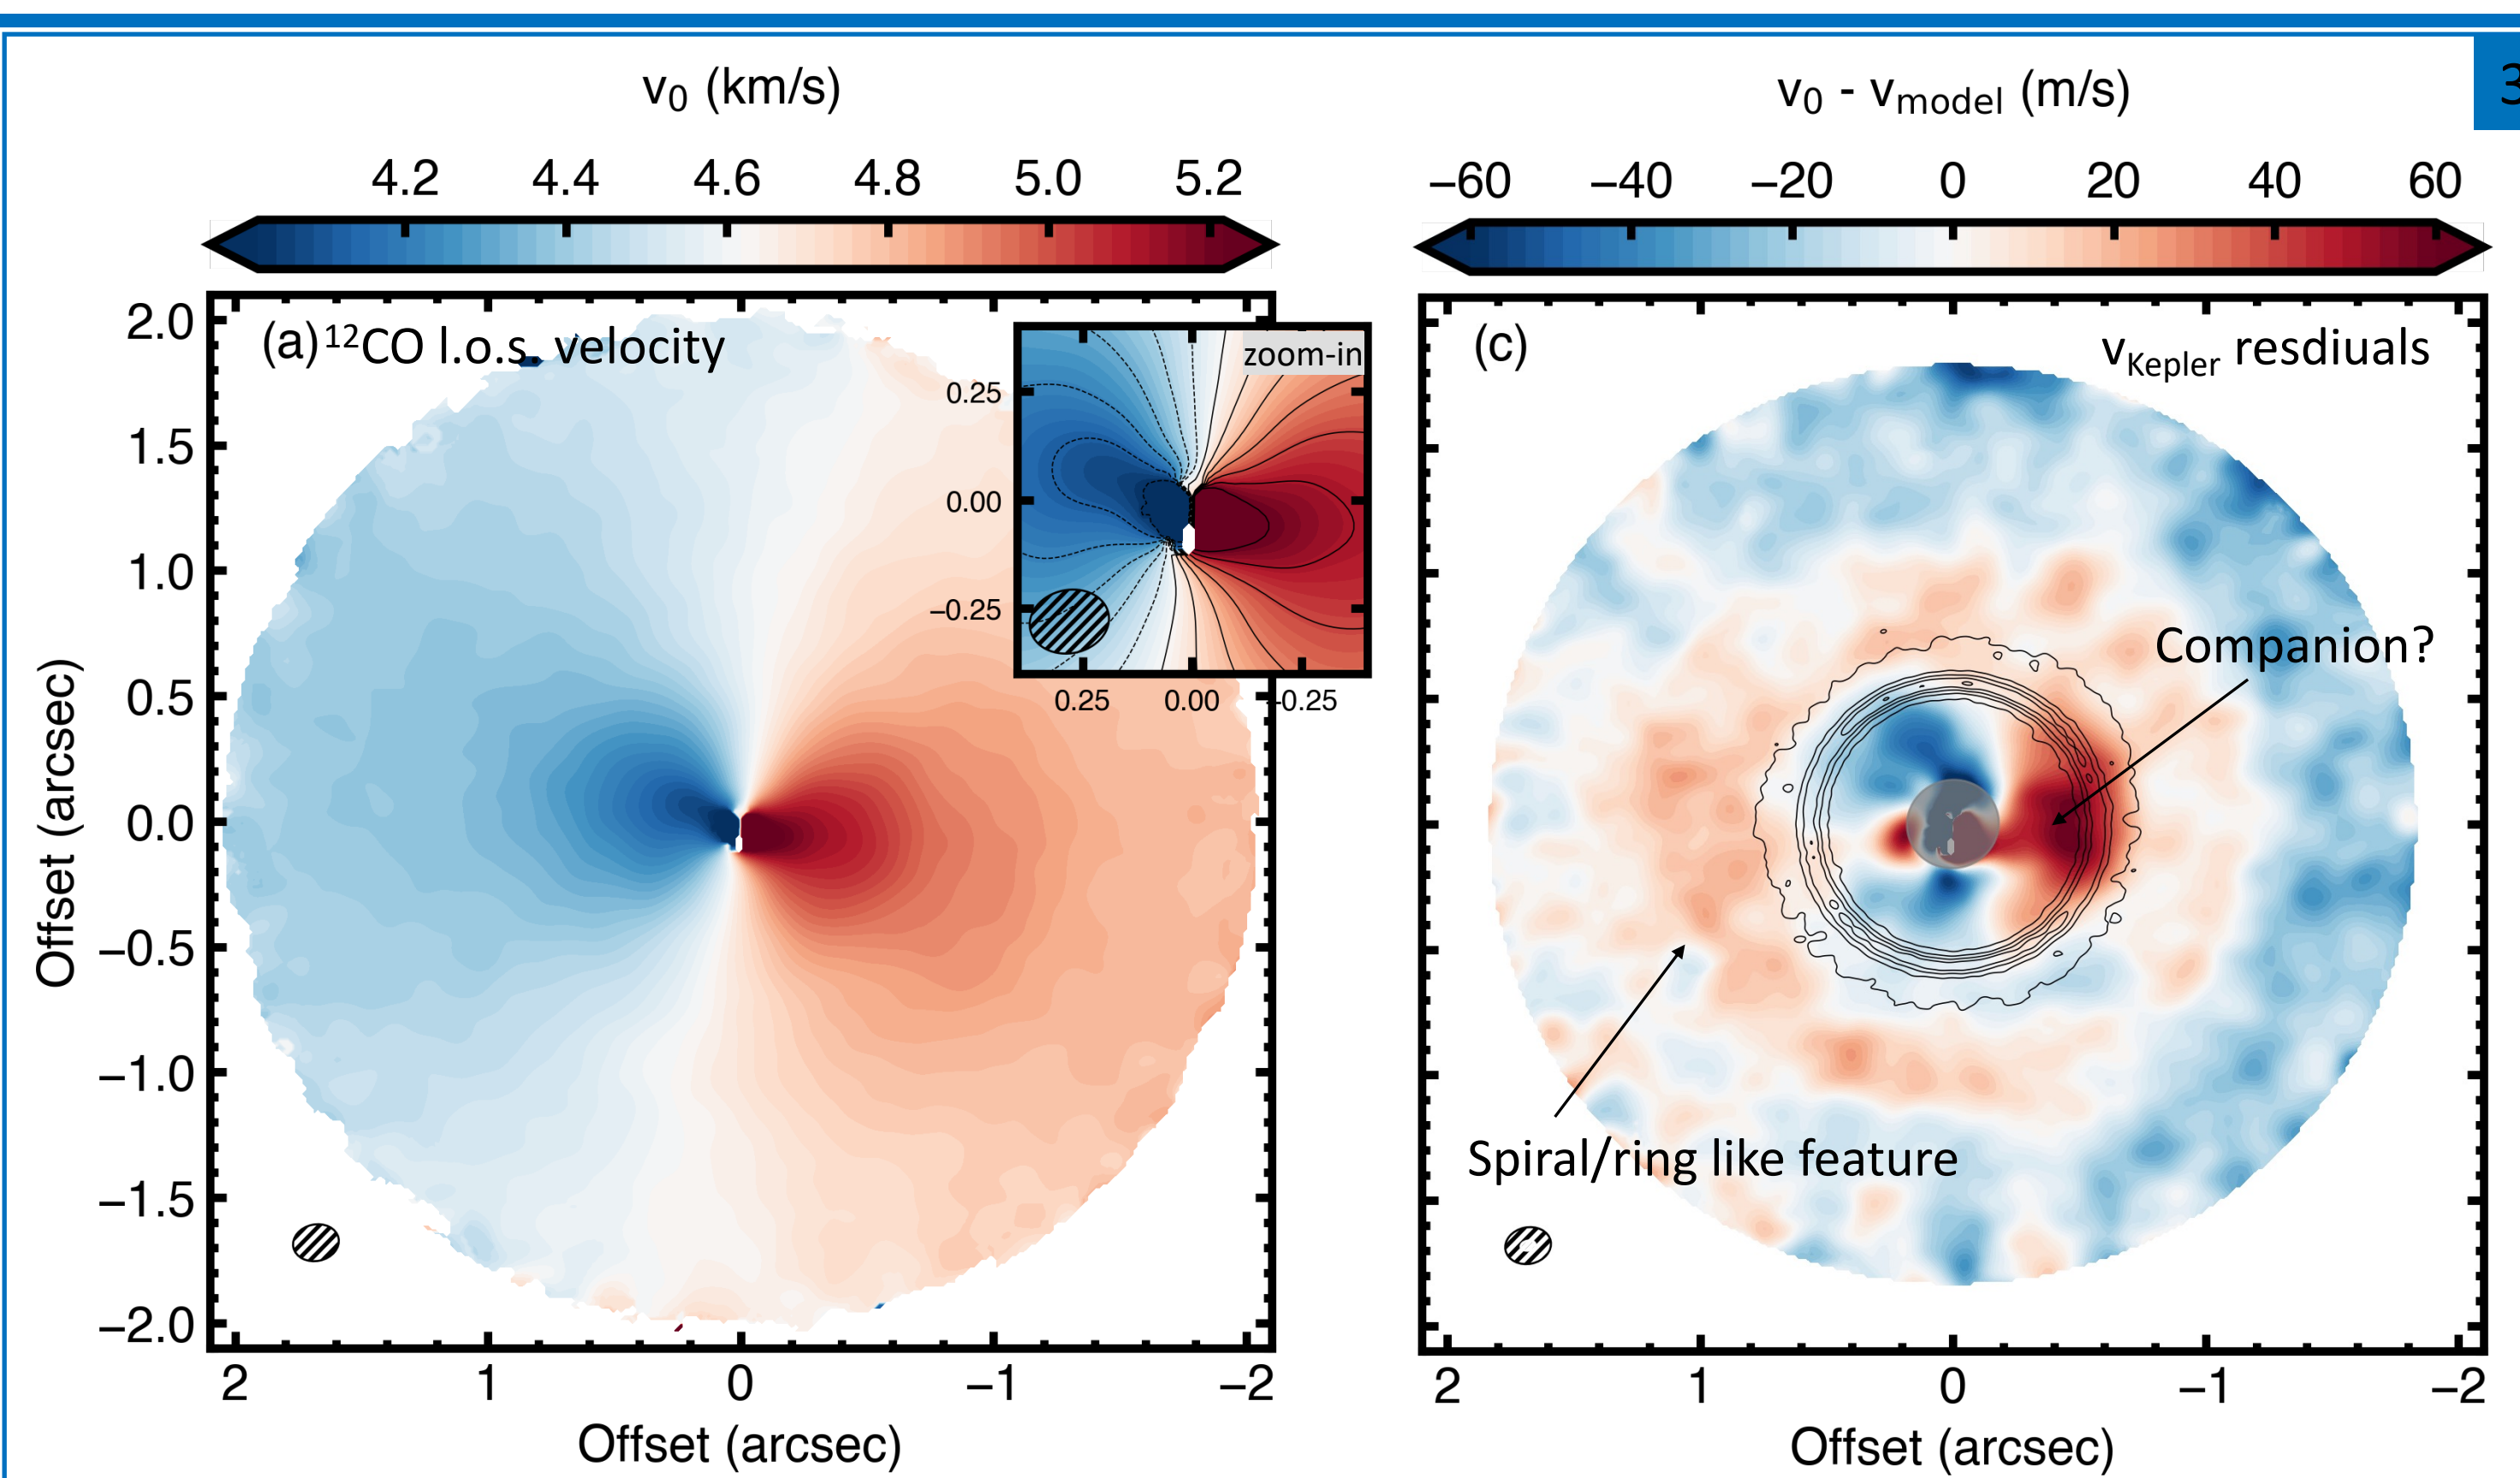 v0 (km/s)
4.2 4.4 4.6 4.8 5.0 5.2
(a) 12CO l.o.s. velocity
zoom-in
0.25
0.00
−0.25
0.25 0.00 −0.25
2.0
1.5
1.0
0.5
0.0
−0.5
−1.0
−1.5
−2.0
Offset (arcsec)
2 1 0 −1 −2
Offset (arcsec)
3
v0 - vmodel (m/s)
−60 −40 −20 0 20 40 60
(c)
vKepler resdiuals
Companion?
Spiral/ring like feature
2 1 0 −1 −2
Offset (arcsec)